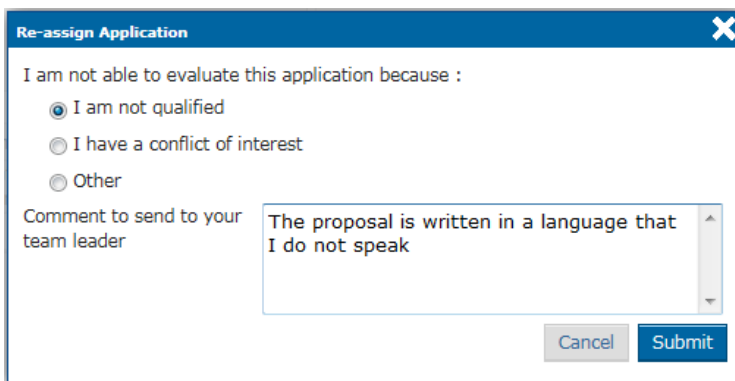 Re-assign Application
I am not able to evaluate this application because :
I am not qualified
I have a conflict of interest
Other
Comment to send to your
team leader
The proposal is written in a language that
I do not speak
Cancel
Submit